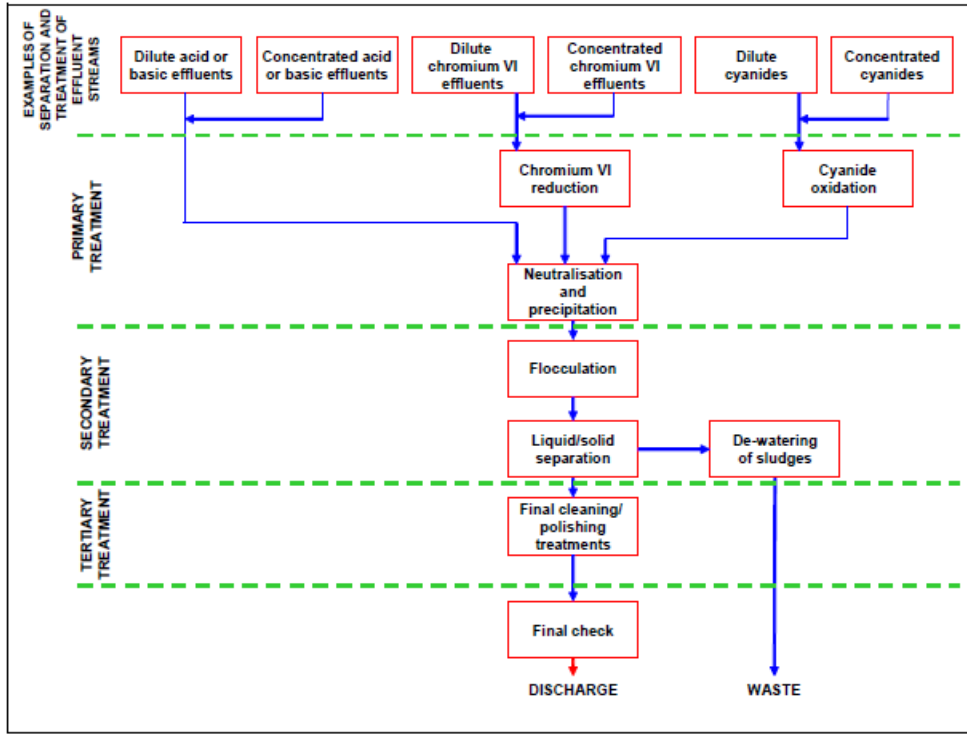 EXAMPLES OF
SEPARATION AND
TREATMENT OF
EFFLUENT
STREAMS
Dilute acid or
basic effluents
Concentrated acid
or basic effluents
Dilute
chromium VI
effluents
Concentrated
chromium VI
effluents
Dilute
cyanides
Concentrated
cyanides
PRIMARY
TREATMENT
Chromium VI
reduction
Cyanide
oxidation
Neutralisation
and
precipitation
SECONDARY
TREATMENT
Flocculation
Liquid/solid
separation
De-watering
of sludges
TERTIARY
TREATMENT
Final cleaning/
polishing
treatments
Final check
DISCHARGE
WASTE